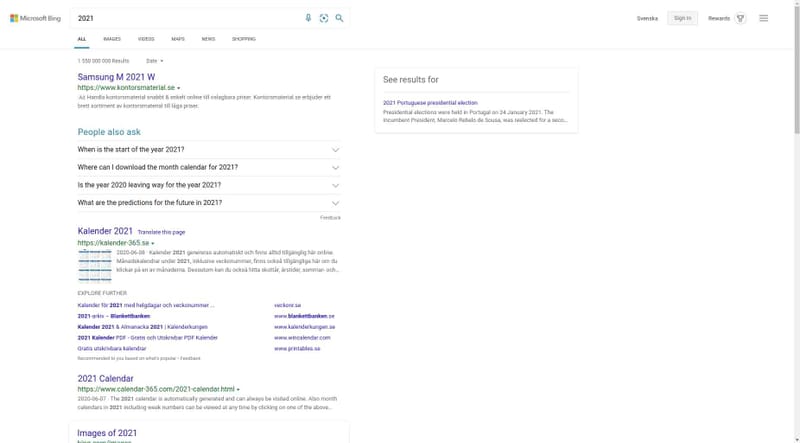 Microsoft Bing
2021
Svenska
Sign in
Rewards
ALL IMAGES VIDEOS MAPS NEWS SHOPPING
1 550 000 000 Results Date
Samsung M 2021 W
https://www.kontorsmaterial.se
Ad Handla kontorsmaterial snabbt & enkelt online till oslagbara priser. Kontorsmaterial.se erbjuder ett
brett sortiment av kontorsmaterial till låga priser.
People also ask
When is the start of the year 2021?
Where can I download the month calendar for 2021?
Is the year 2020 leaving way for the year 2021?
What are the predictions for the future in 2021?
Feedback
Kalender 2021 Translate this page
https://kalender-365.se
2020-06-08 · Kalender 2021 genereras automatiskt och finns alltid tillgänglig här online.
Månadskalendrar under 2021, inklusive veckonummer, finns också tillgängliga här om du
klickar på en av månaderna. Dessutom kan du också hitta skottår, årstider, sommar- och...
EXPLORE FURTHER
Kalender för 2021 med helgdagar och veckonummer ... veckonr.se
2021-arkiv – Blankettbanken www.blankettbanken.se
Kalender 2021 & Almanacka 2021 | Kalenderkungen www.kalenderkungen.se
2021 Kalender PDF - Gratis och Utskrivbar PDF Kalender www.wincalendar.com
Gratis utskrivbara kalendrar www.printables.se
Recommended to you based on what's popular • Feedback
2021 Calendar
https://www.calendar-365.com/2021-calendar.html
2020-06-07 · The 2021 calendar is automatically generated and can always be visited online. Also month
calendars in 2021 including week numbers can be viewed at any time by clicking on one of the above...
Images of 2021
bing.com/images
See results for
2021 Portuguese presidential election
Presidential elections were held in Portugal on 24 January 2021. The
incumbent President, Marcelo Rebelo de Sousa, was reelected for a seco...